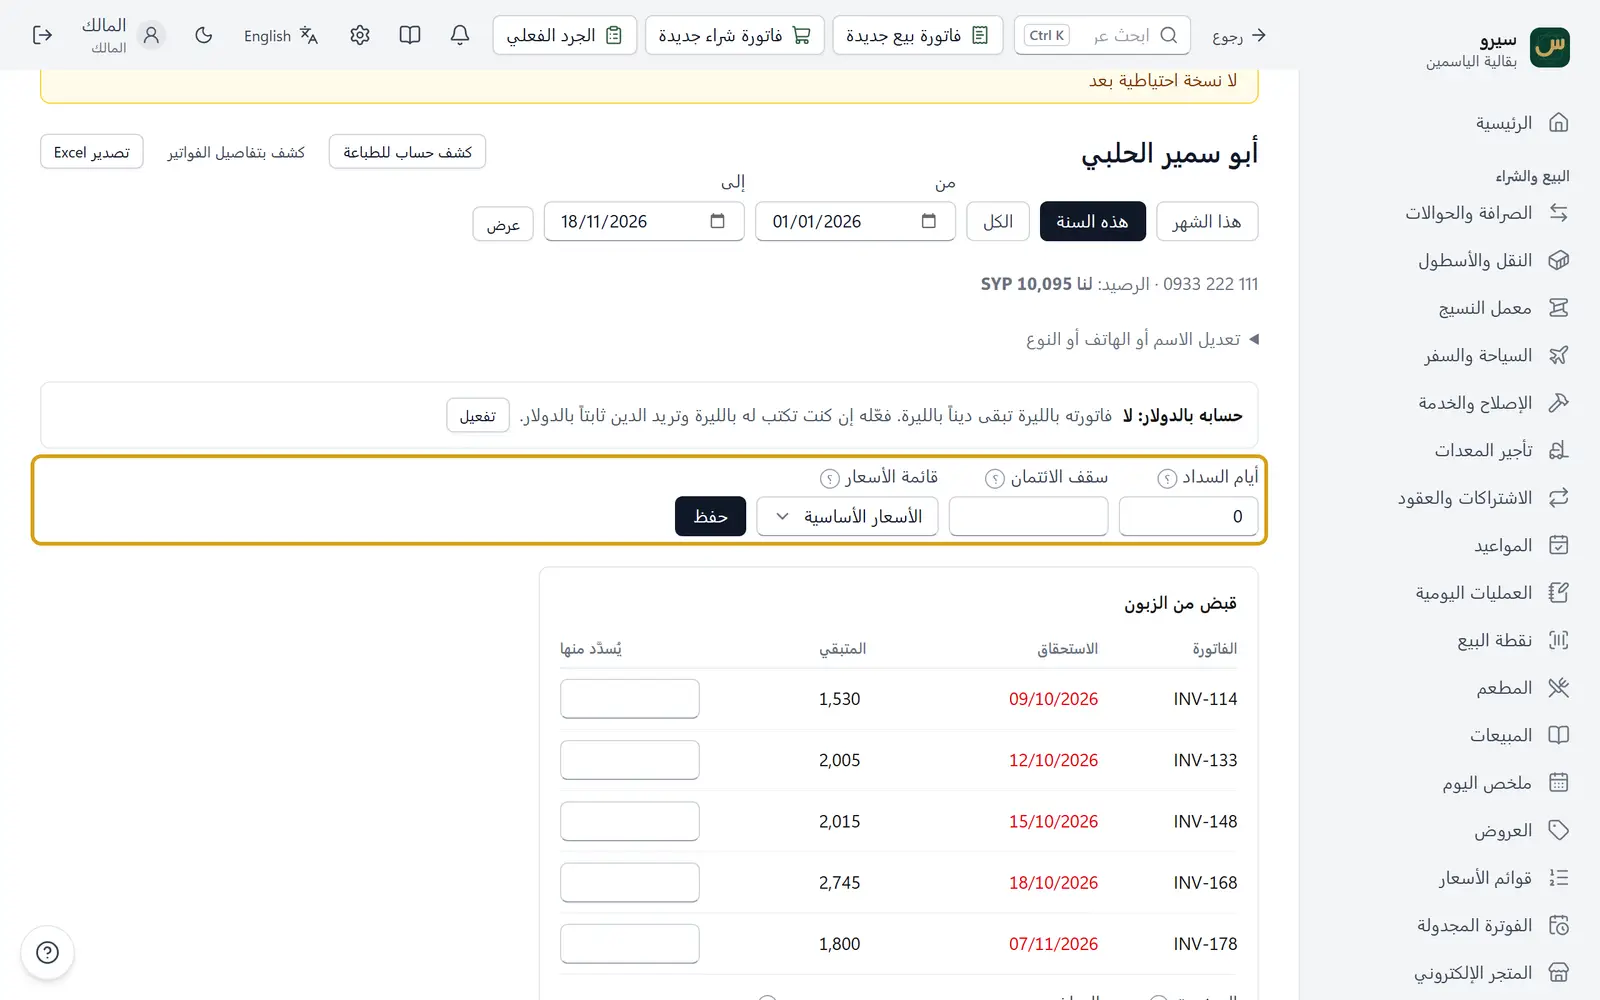 سيرو
بقالية الياسمين
س
رجوع
ابحث عر
Ctrl K
فاتورة بيع جديدة
فاتورة شراء جديدة
الجرد الفعلي
English
المالك
المالك
الرئيسية
البيع والشراء
الصرافة والحوالات
النقل والأسطول
معمل النسيج
السياحة والسفر
الإصلاح والخدمة
تأجير المعدات
الاشتراكات والعقود
المواعيد
العمليات اليومية
نقطة البيع
المطعم
المبيعات
ملخص اليوم
العروض
قوائم الأسعار
الفوترة المجدولة
المتجر الإلكتروني
لا نسخة احتياطية بعد
أبو سمير الحلبي
كشف حساب للطباعة
كشف بتفاصيل الفواتير
تصدير Excel
هذا الشهر
هذه السنة
الكل
من
01/01/2026
إلى
18/11/2026
عرض
0933 222 111 · الرصيد: لنا SYP 10,095
تعديل الاسم أو الهاتف أو النوع
حسابه بالدولار: لا فاتورته بالليرة تبقى ديناً بالليرة. فعّله إن كنت تكتب له بالليرة وتريد الدين ثابتاً بالدولار. تفعيل
أيام السداد ؟ سقف الائتمان ؟ قائمة الأسعار ؟
0 الأسعار الأساسية حفظ
قبض من الزبون
الفاتورة الاستحقاق المتبقي يُسدَّد منها
INV-114 09/10/2026 1,530
INV-133 12/10/2026 2,005
INV-148 15/10/2026 2,015
INV-168 18/10/2026 2,745
INV-178 07/11/2026 1,800